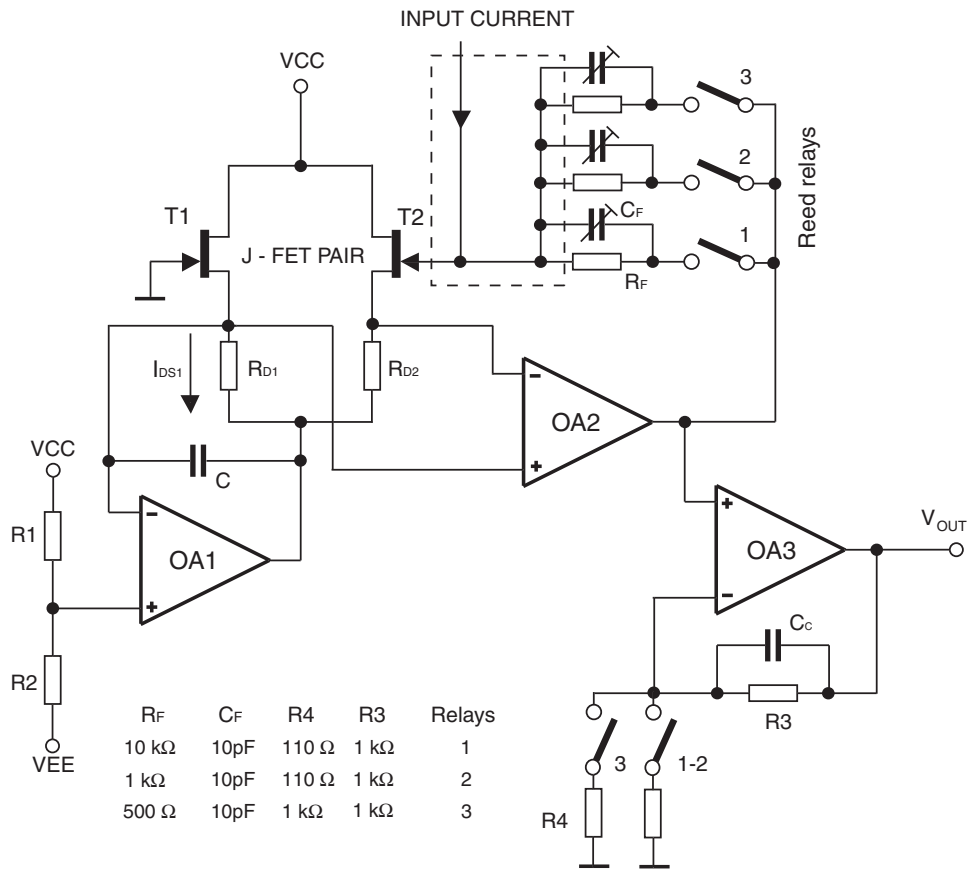 INPUT CURRENT
VCC
3
T1
T2
J - FET PAIR
2
CF
1
RF
Reed relays
IDS1
RD1
RD2
-
+
OA2
VCC
C
R1
-
+
OA1
+
-
OA3
VOUT
R2
VEE
CC
R3
3
1-2
R4
RF CF R4 R3 Relays
10 kΩ 10pF 110 Ω 1 kΩ 1
1 kΩ 10pF 110 Ω 1 kΩ 2
500 Ω 10pF 1 kΩ 1 kΩ 3